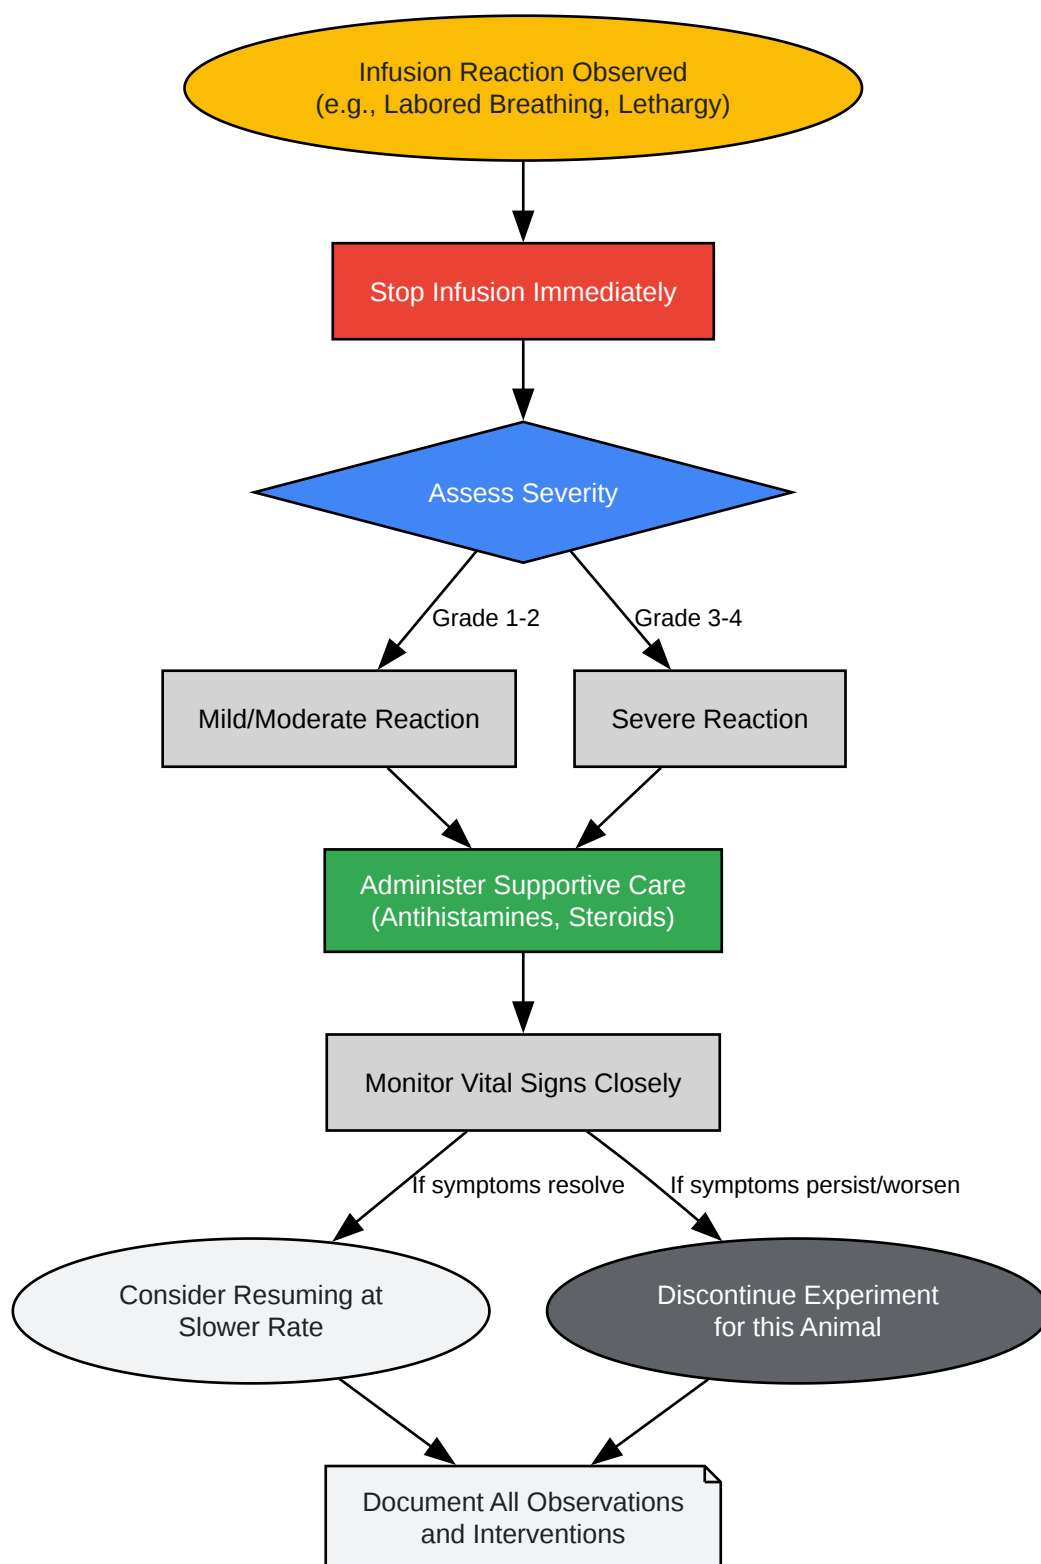 Infusion Reaction Observed
(e.g., Labored Breathing, Lethargy)
Stop Infusion Immediately
Assess Severity
Grade 1-2
Grade 3-4
Mild/Moderate Reaction
Severe Reaction
Administer Supportive Care
(Antihistamines, Steroids)
Monitor Vital Signs Closely
If symptoms resolve
If symptoms persist/worsen
Consider Resuming at
Slower Rate
Discontinue Experiment
for this Animal
Document All Observations
and Interventions